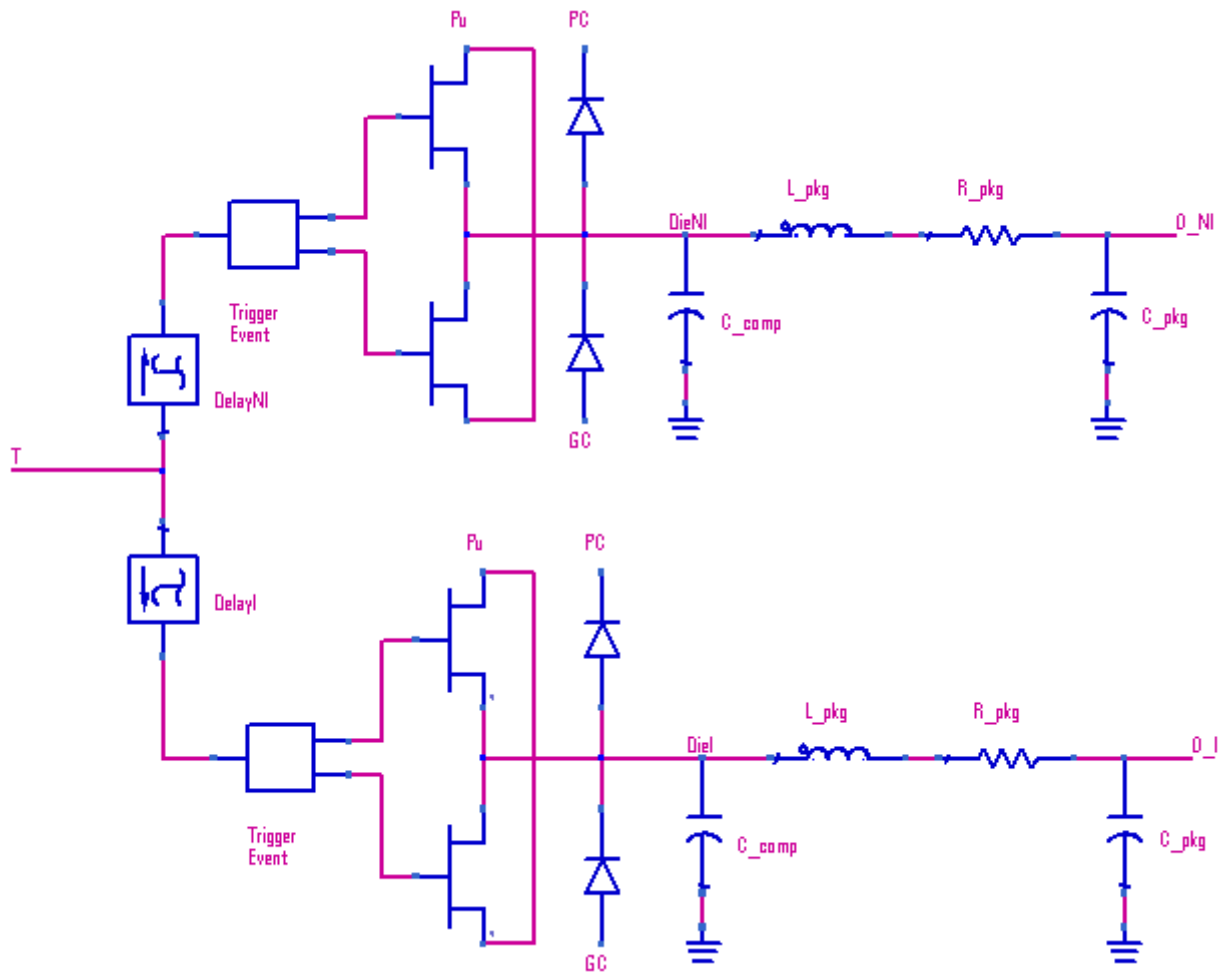 Pu
PC
L_pkg
R_pkg
DieNI
O_NI
Trigger
Event
C_comp
C_pkg
DelayNI
GC
T
Pu
PC
DelayI
L_pkg
R_pkg
DieI
O_I
Trigger
Event
C_comp
C_pkg
GC